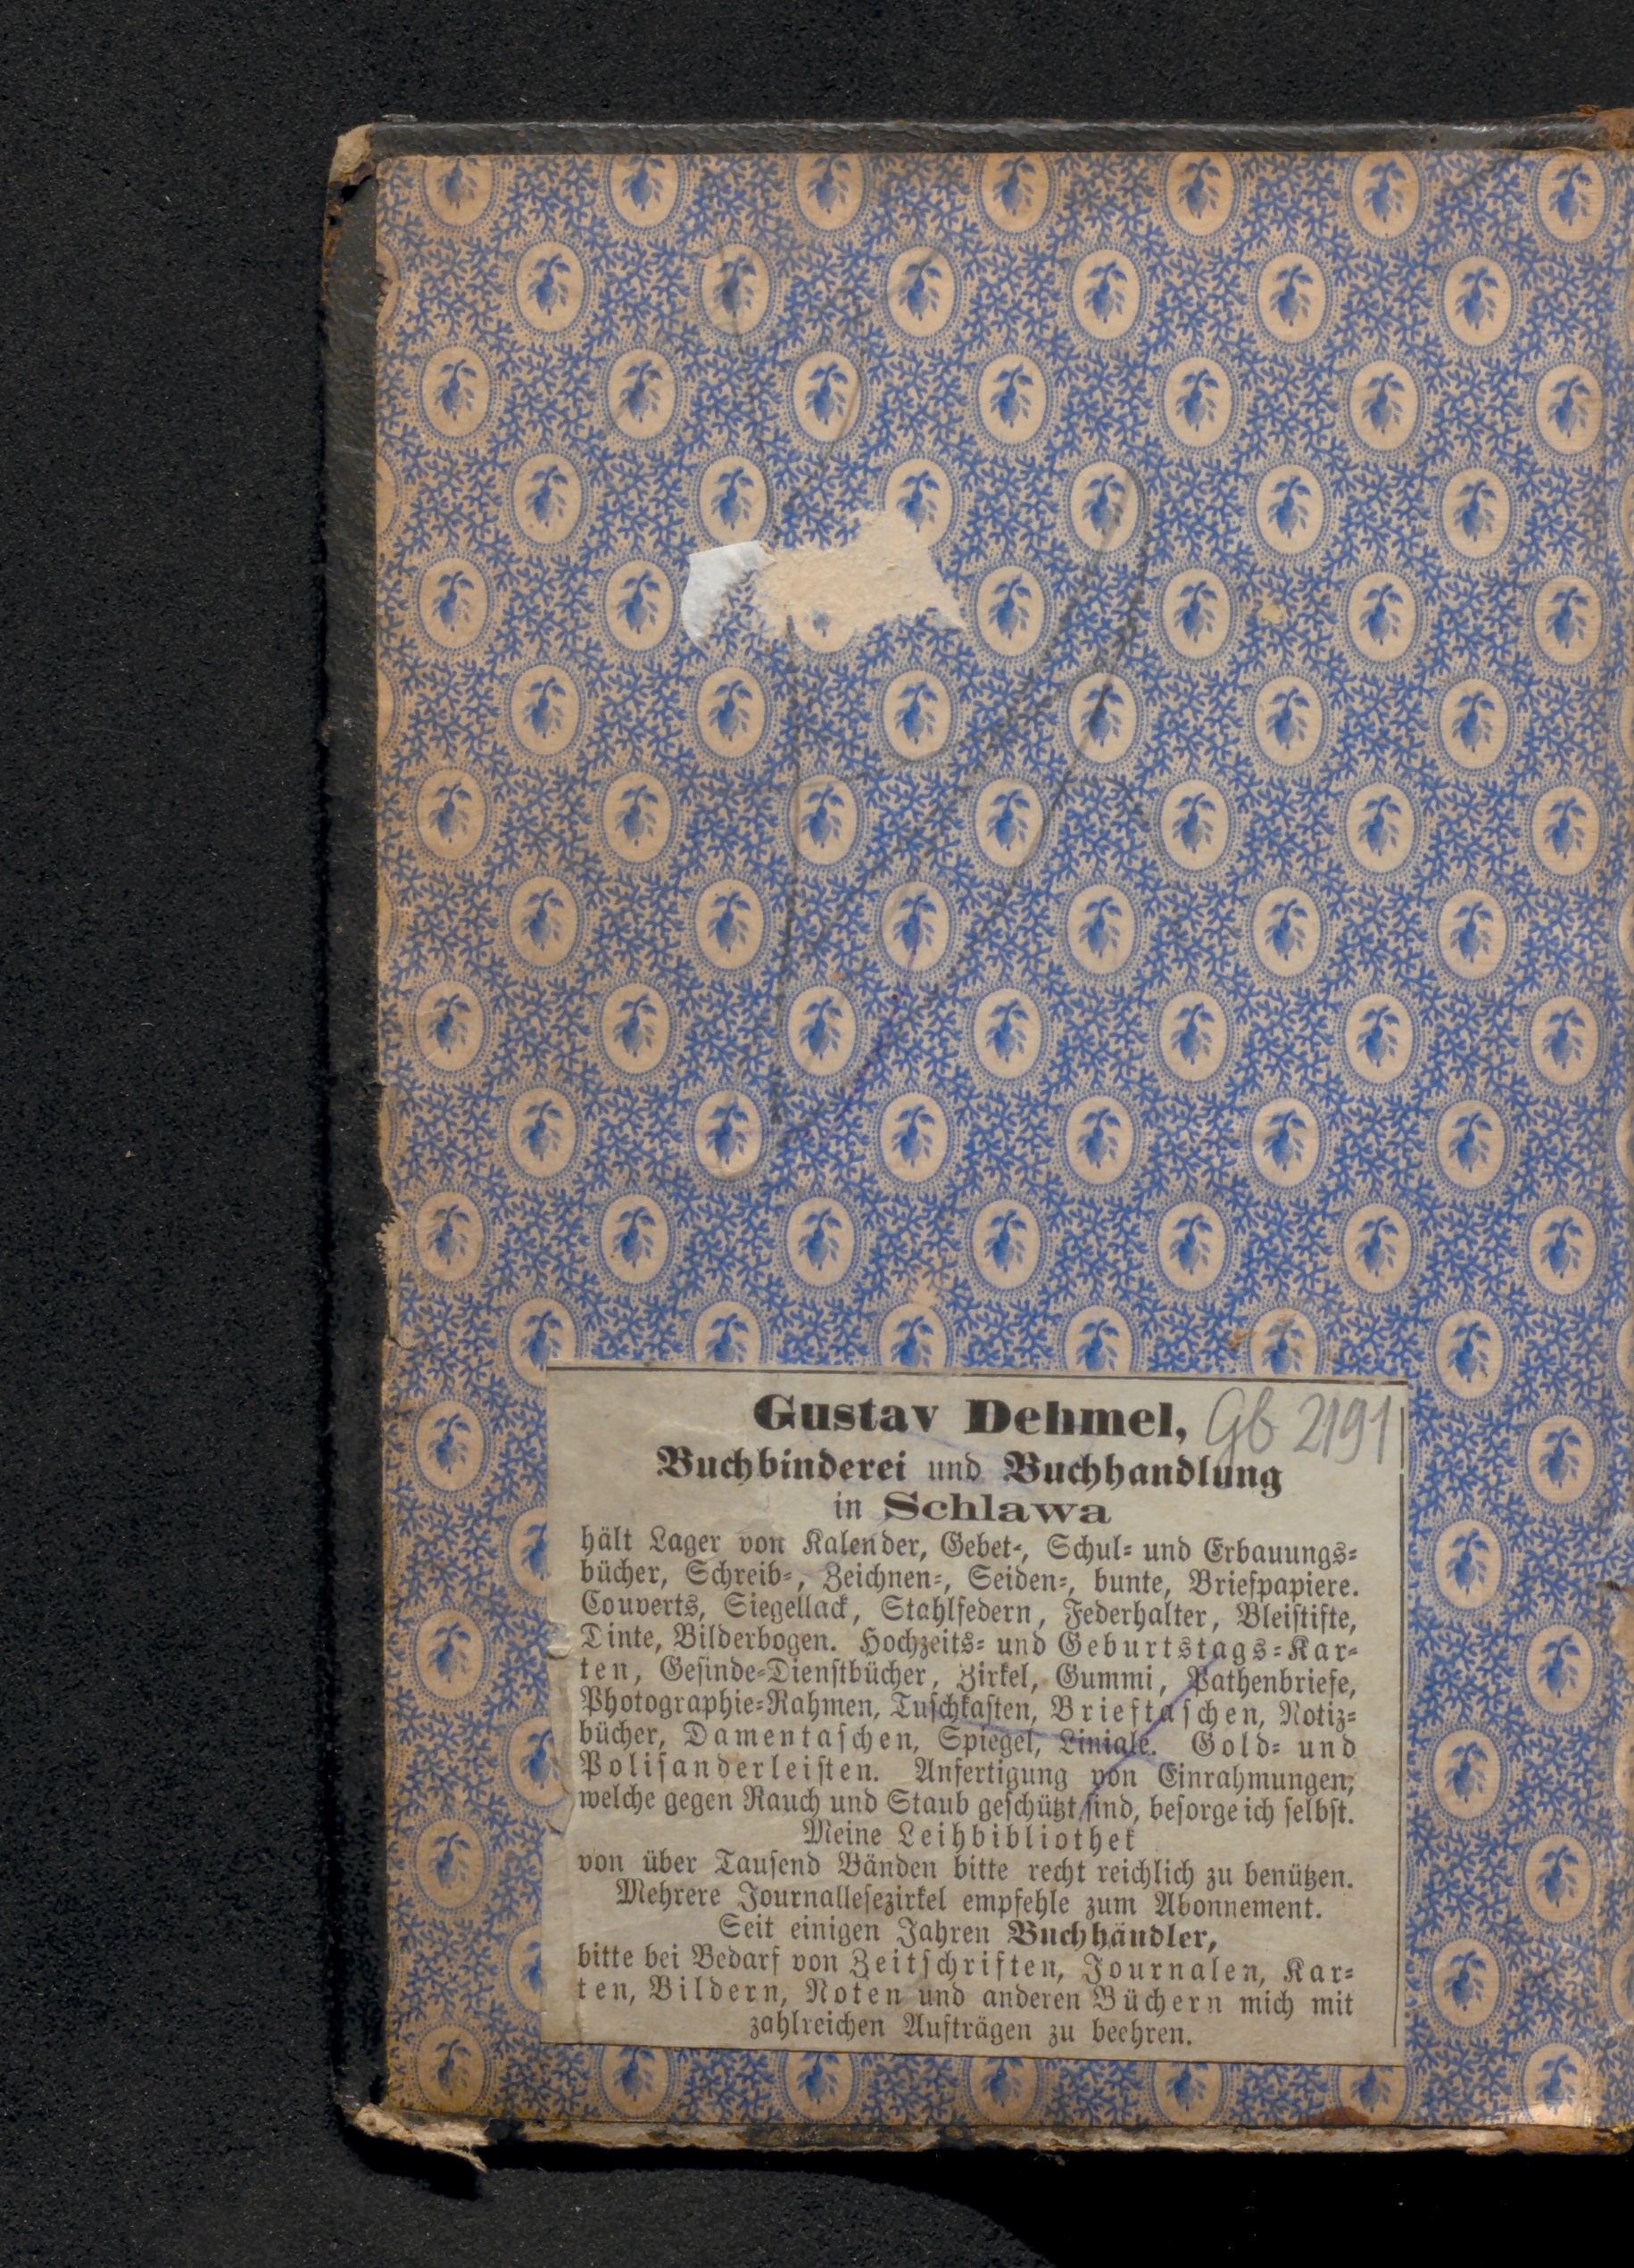 Gustav Dehmel, Gb 2191
Buchbinderei und Buchhandlung
in Schlawa
hält Lager von Kalender, Gebet-, Schul- und Erbauungs-
bücher, Schreib-, Zeichnen-, Seiden-, bunte, Briefpapiere.
Couverts, Siegellack, Stahlfedern, Federhalter, Bleistifte,
Dinte, Bilderbogen. Hochzeits- und Geburtstags-Kar-
ten, Gesinde-Dienstbücher, Zirkel, Gummi, Pathenbriefe,
Photographie-Rahmen, Tuschkasten, Brieftaschen, Notiz-
bücher, Damentaschen, Spiegel, Liniale. Gold- und
Polisanderleisten. Anfertigung von Einrahmungen,
welche gegen Rauch und Staub geschützt sind, besorge ich selbst.
Meine Leihbibliothek
von über Tausend Bänden bitte recht reichlich zu benützen.
Mehrere Journallesezirkel empfehle zum Abonnement.
Seit einigen Jahren Buchhändler,
bitte bei Bedarf von Zeitschriften, Journalen, Kar-
ten, Bildern, Noten und anderen Büchern mich mit
zahlreichen Aufträgen zu beehren.